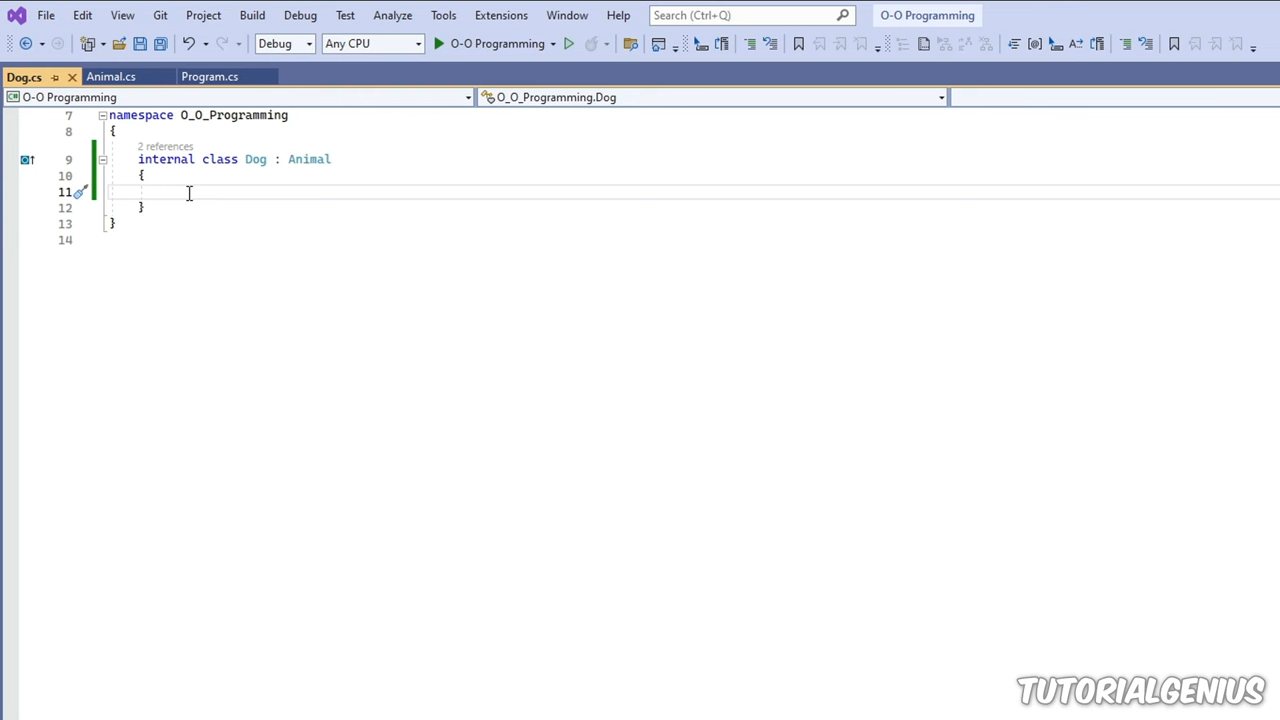 File Edit View Git Project Build Debug Test Analyze Tools Extensions Window Help Search (Ctrl+Q) O-O Programming
Debug Any CPU O-O Programming
Dog.cs Animal.cs Program.cs
O-O Programming O_O_Programming.Dog
7 namespace O_O_Programming
8 {
2 references
9 internal class Dog : Animal
10 {
11
12 }
13 }
14
TUTORIALGENIUS